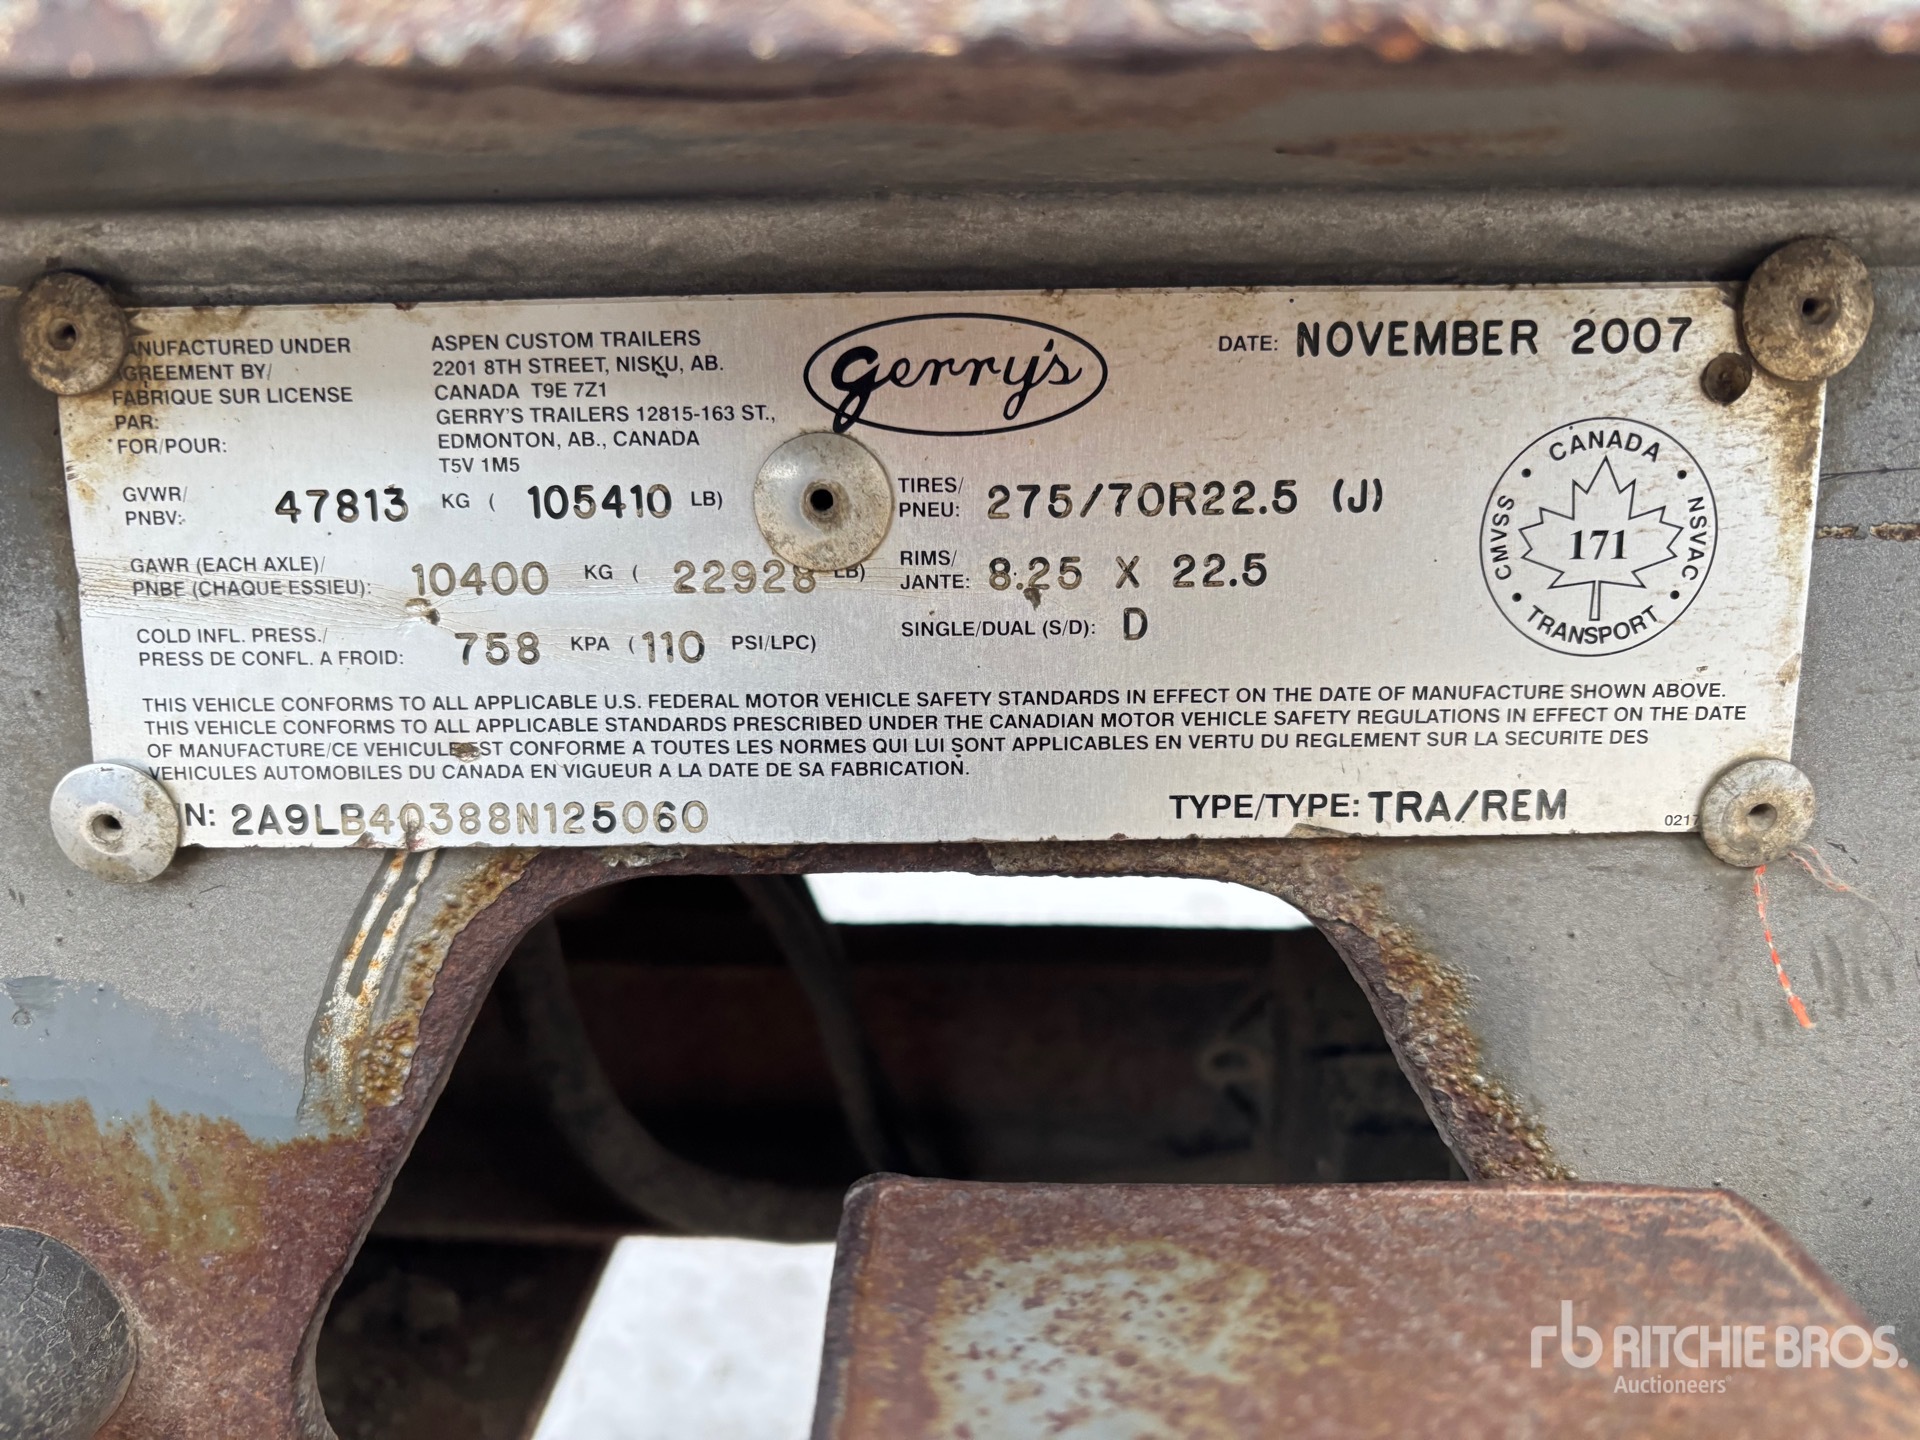 ANUFACTURED UNDER
GREEMENT BY/
FABRIQUE SUR LICENSE
PAR:
FOR/POUR:
ASPEN CUSTOM TRAILERS
2201 8TH STREET, NISKU, AB.
CANADA T9E 7Z1
GERRY'S TRAILERS 12815-163 ST.,
EDMONTON, AB., CANADA
T5V 1M5
Gerry's
DATE: NOVEMBER 2007
GVWR/
PNBV: 47813 KG ( 105410 LB)
GAWR (EACH AXLE)/
PNBE (CHAQUE ESSIEU): 10400 KG ( 22928 LB)
COLD INFL. PRESS./
PRESS DE CONFL. A FROID: 758 KPA ( 110 PSI/LPC)
TIRES/
PNEU: 275/70R22.5 (J)
RIMS/
JANTE: 8.25 X 22.5
SINGLE/DUAL (S/D): D
CANADA
CMVSS
171
NSVAC
TRANSPORT
THIS VEHICLE CONFORMS TO ALL APPLICABLE U.S. FEDERAL MOTOR VEHICLE SAFETY STANDARDS IN EFFECT ON THE DATE OF MANUFACTURE SHOWN ABOVE.
THIS VEHICLE CONFORMS TO ALL APPLICABLE STANDARDS PRESCRIBED UNDER THE CANADIAN MOTOR VEHICLE SAFETY REGULATIONS IN EFFECT ON THE DATE
OF MANUFACTURE/CE VEHICULE EST CONFORME A TOUTES LES NORMES QUI LUI SONT APPLICABLES EN VERTU DU REGLEMENT SUR LA SECURITE DES
VEHICULES AUTOMOBILES DU CANADA EN VIGUEUR A LA DATE DE SA FABRICATION.
N: 2A9LB40388N125060
TYPE/TYPE: TRA/REM
0217
rb RITCHIE BROS.
Auctioneers